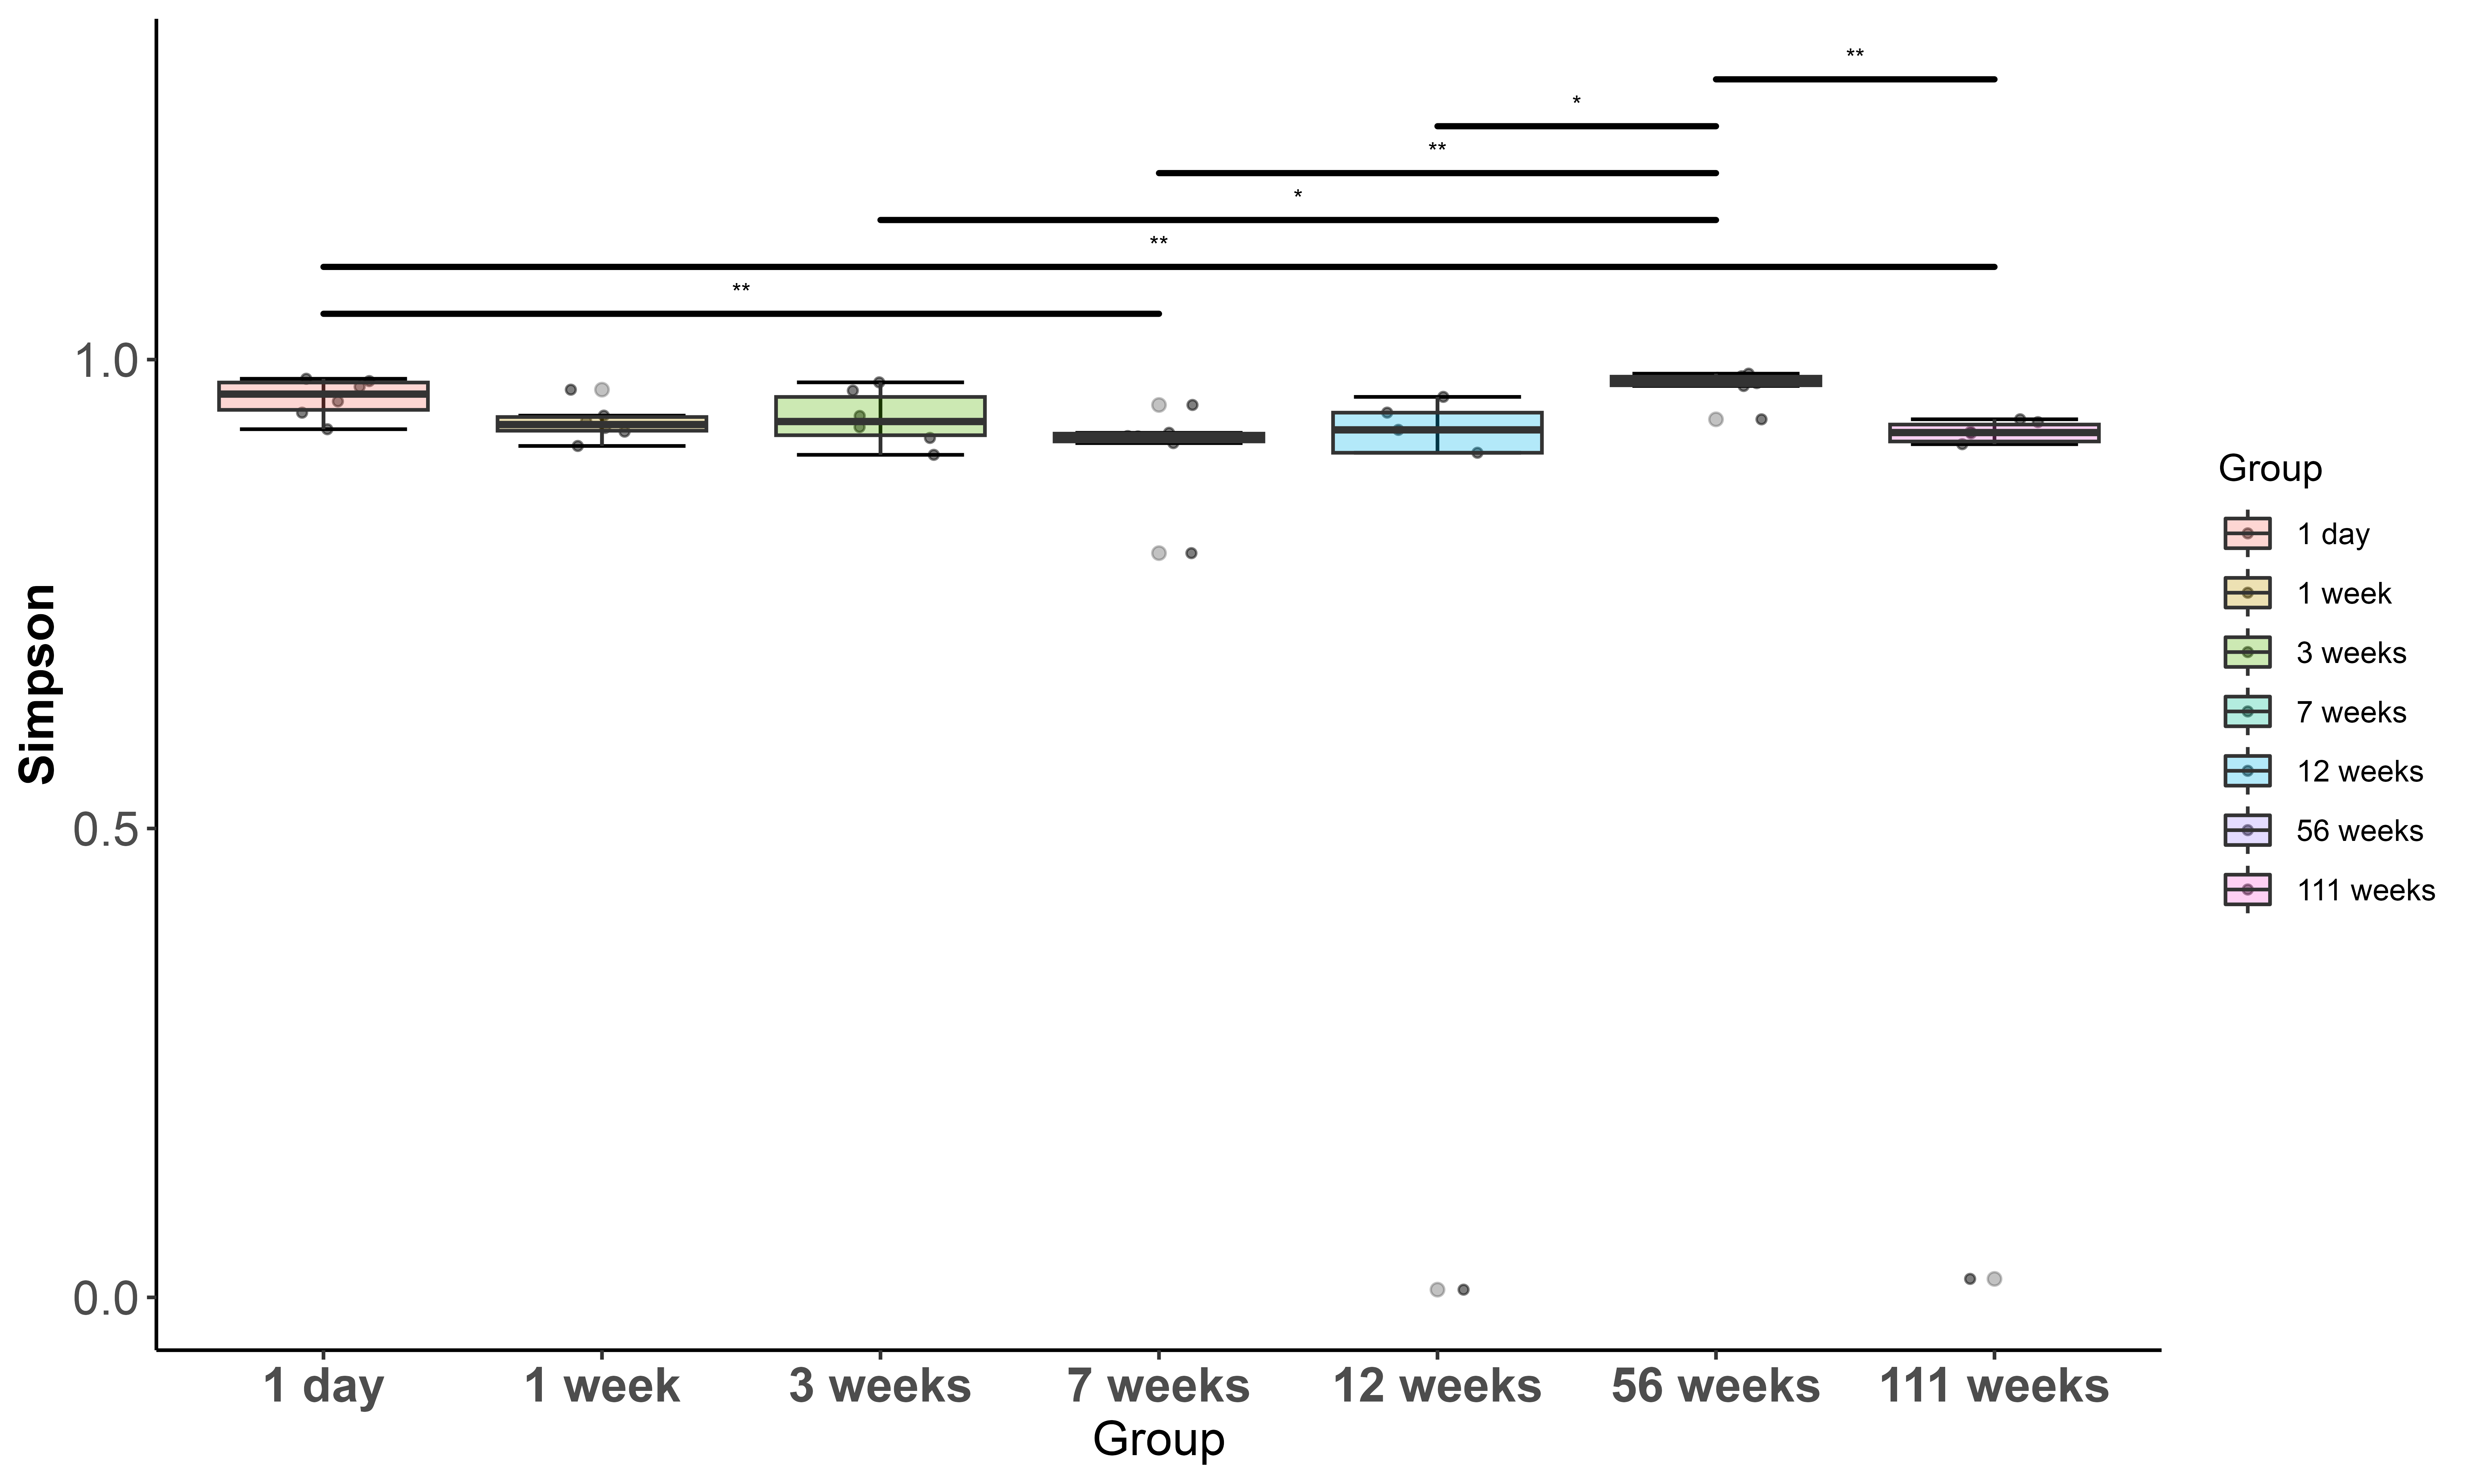 **
*
**
*
**
**
1.0
0.5
0.0
Simpson
1 day 1 week 3 weeks 7 weeks 12 weeks 56 weeks 111 weeks
Group
Group
1 day
1 week
3 weeks
7 weeks
12 weeks
56 weeks
111 weeks